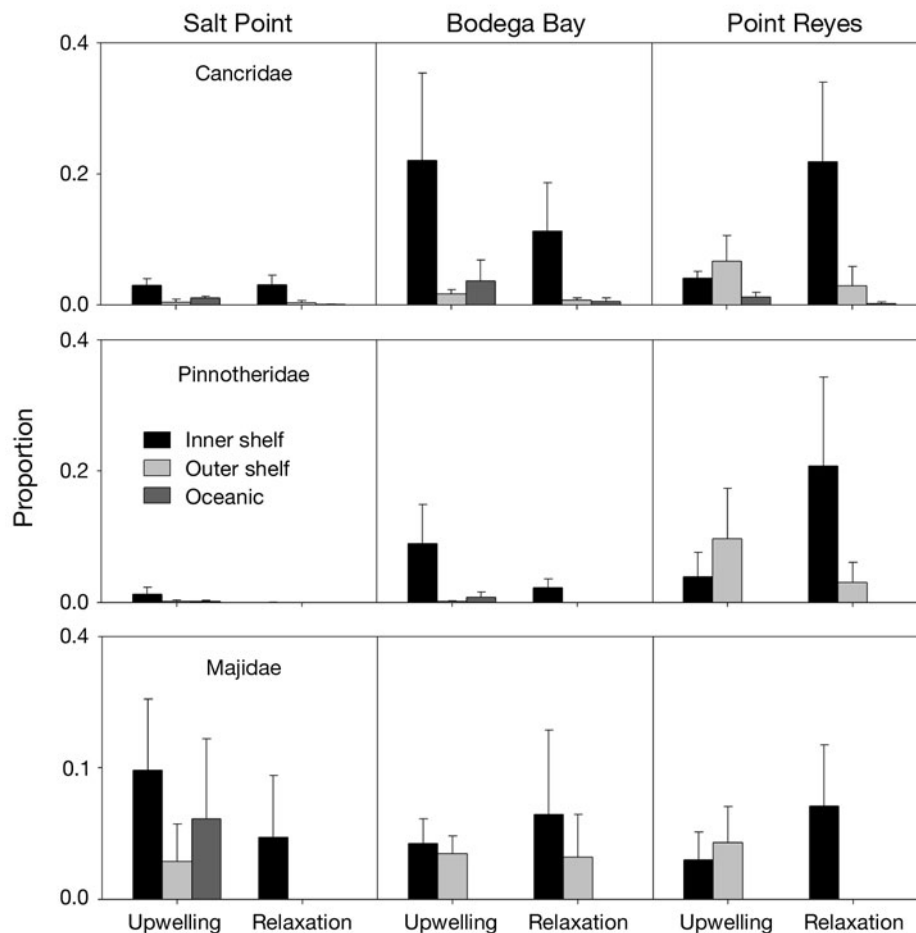 Salt Point Bodega Bay Point Reyes
0.4
Cancridae
0.2
0.0
0.4
Pinnotheridae
Inner shelf
Outer shelf
Oceanic
0.2
0.0
Proportion
0.4
Majidae
0.1
0.0
Upwelling Relaxation Upwelling Relaxation Upwelling Relaxation